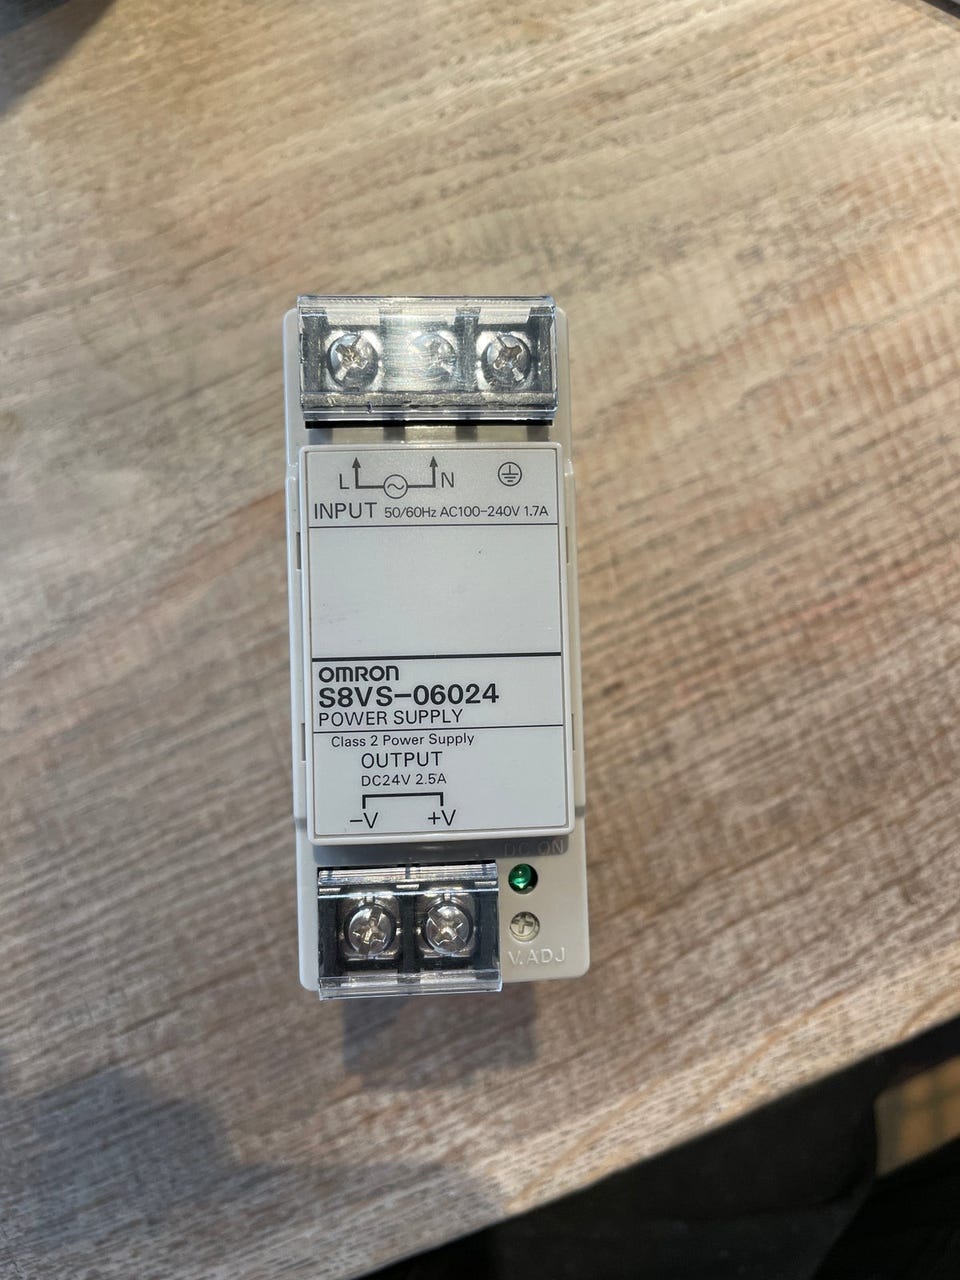 L N
INPUT 50/60Hz AC100-240V 1.7A
OMRON
S8VS-06024
POWER SUPPLY
Class 2 Power Supply
OUTPUT
DC24V 2.5A
-V +V
DC ON
V.ADJ